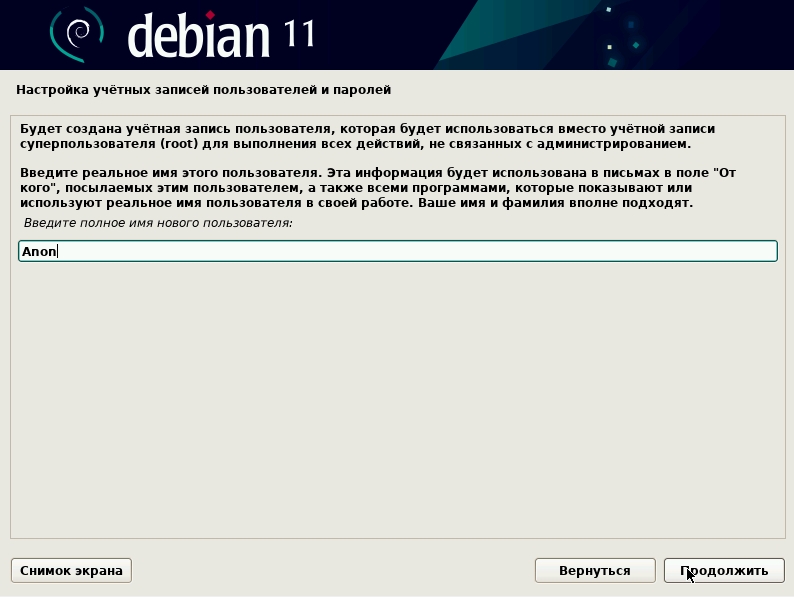 debian 11
Настройка учётных записей пользователей и паролей
Будет создана учётная запись пользователя, которая будет использоваться вместо учётной записи
суперпользователя (root) для выполнения всех действий, не связанных с администрированием.
Введите реальное имя этого пользователя. Эта информация будет использована в письмах в поле "От
кого", посылаемых этим пользователем, а также всеми программами, которые показывают или
используют реальное имя пользователя в своей работе. Ваше имя и фамилия вполне подходят.
Введите полное имя нового пользователя:
Anon
Снимок экрана
Вернуться
Продолжить